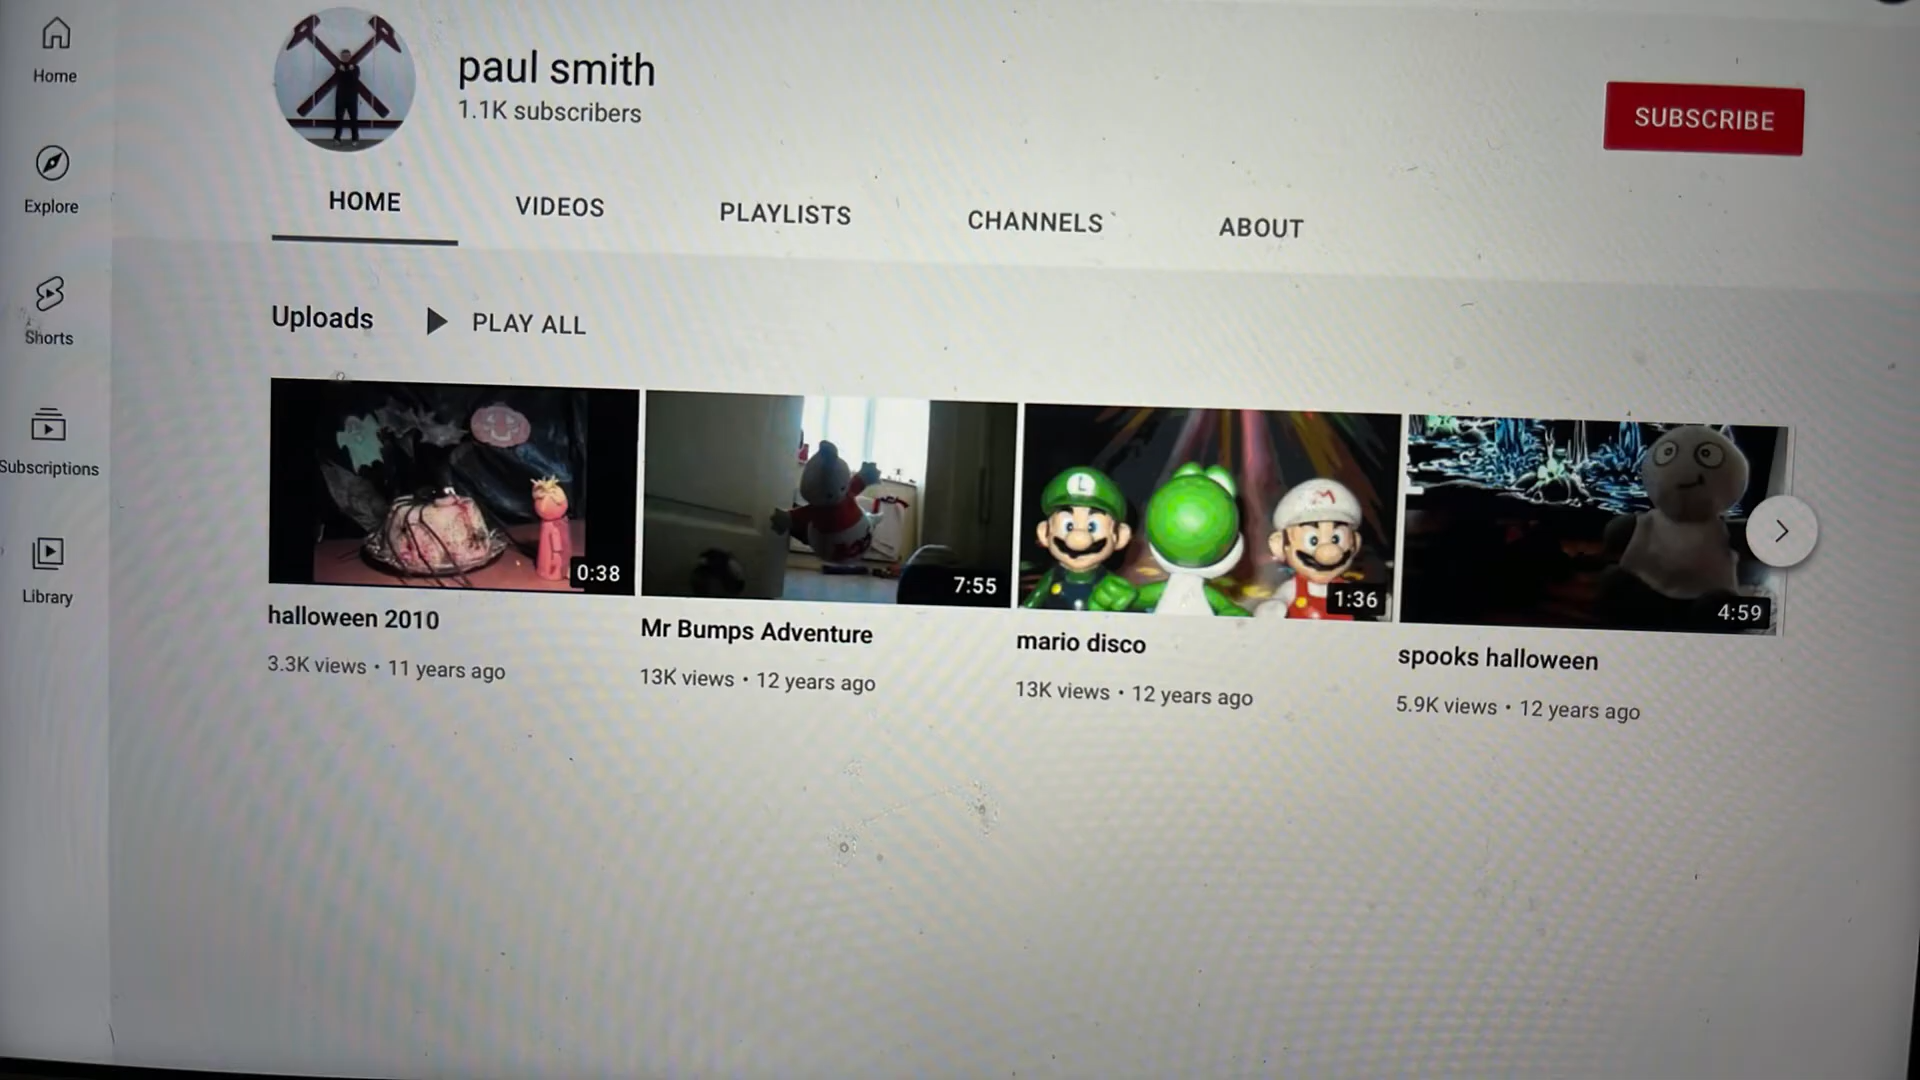 Home
Explore
Shorts
Subscriptions
Library
paul smith
1.1K subscribers
SUBSCRIBE
HOME
VIDEOS
PLAYLISTS
CHANNELS
ABOUT
Uploads
PLAY ALL
0:38
halloween 2010
3.3K views • 11 years ago
7:55
Mr Bumps Adventure
13K views • 12 years ago
L
M
1:36
mario disco
13K views • 12 years ago
4:59
spooks halloween
5.9K views • 12 years ago